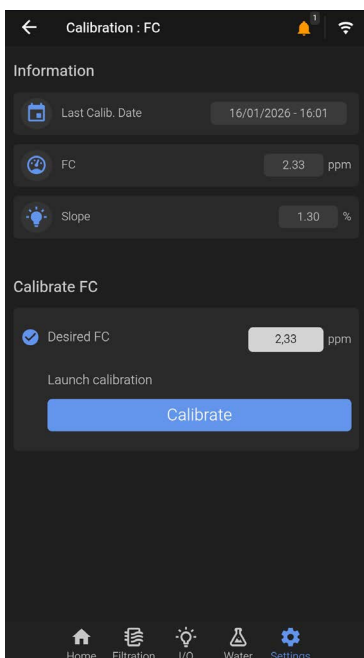 Calibration : FC
1
Information
Last Calib. Date
16/01/2026 - 16:01
FC
2.33 ppm
Slope
1.30 %
Calibrate FC
Desired FC
2,33 ppm
Launch calibration
Calibrate
Home Filtration I/O Water Settings